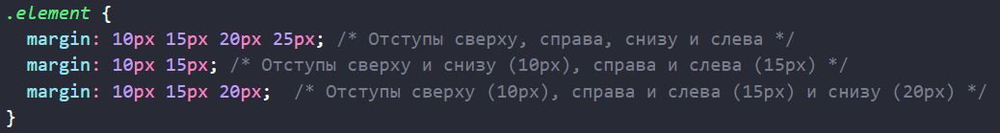 .element {
  margin: 10px 15px 20px 25px; /* Отступы сверху, справа, снизу и слева */
  margin: 10px 15px; /* Отступы сверху и снизу (10px), справа и слева (15px) */
  margin: 10px 15px 20px;  /* Отступы сверху (10px), справа и слева (15px) и снизу (20px) */
}